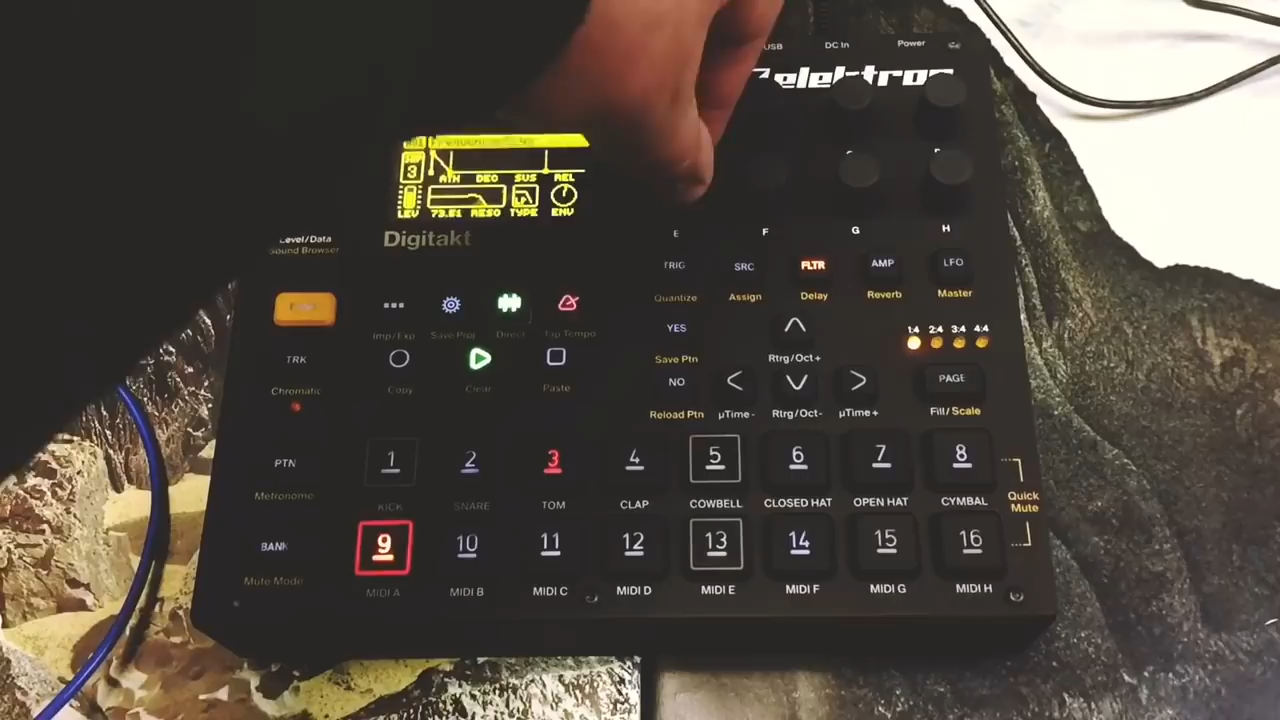 USB DC In Power
elektron
3
ATK DEC SUS REL
LEV 73.51 RESO TYPE ENV
Level/Data
Sound Browser
Digitakt
E F G H
TRIG SRC FLTR AMP LFO
Quantize Assign Delay Reverb Master
Imp/Exp Save Proj Direct Tap Tempo
YES
1:4 2:4 3:4 4:4
Save Ptn Rtrg/Oct+
TRK
Chromatic Copy Clear Paste
NO < > PAGE
Reload Ptn μTime- Rtrg/Oct- μTime+ Fill/Scale
PTN 1 2 3 4 5 6 7 8
Metronome KICK SNARE TOM CLAP COWBELL CLOSED HAT OPEN HAT CYMBAL
Quick
Mute
BANK 9 10 11 12 13 14 15 16
Mute Mode MIDI A MIDI B MIDI C MIDI D MIDI E MIDI F MIDI G MIDI H